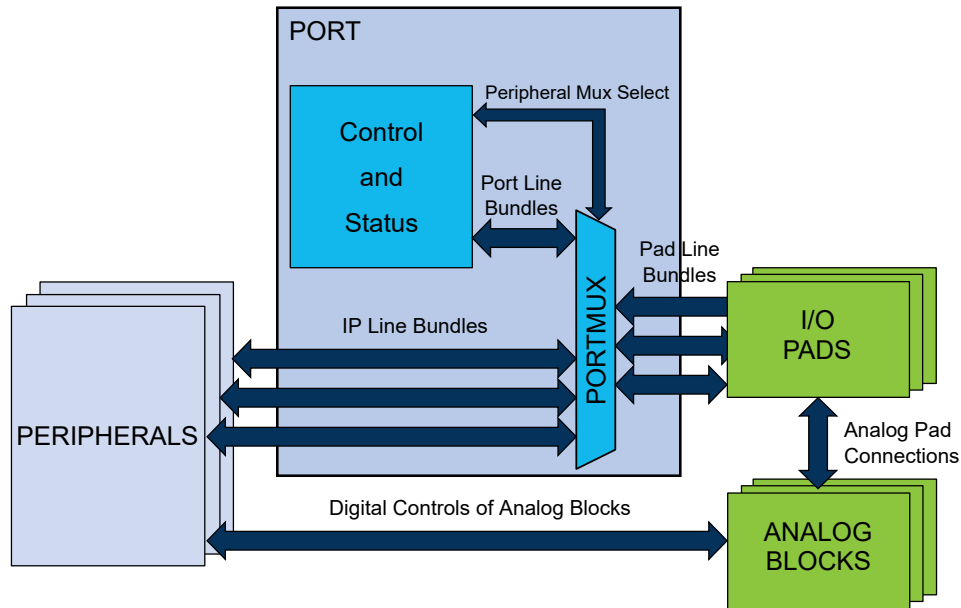 PORT
Peripheral Mux Select
Control
and
Status
Port Line
Bundles
Pad Line
Bundles
PORTMUX
I/O
PADS
IP Line Bundles
PERIPHERALS
Analog Pad
Connections
Digital Controls of Analog Blocks
ANALOG
BLOCKS